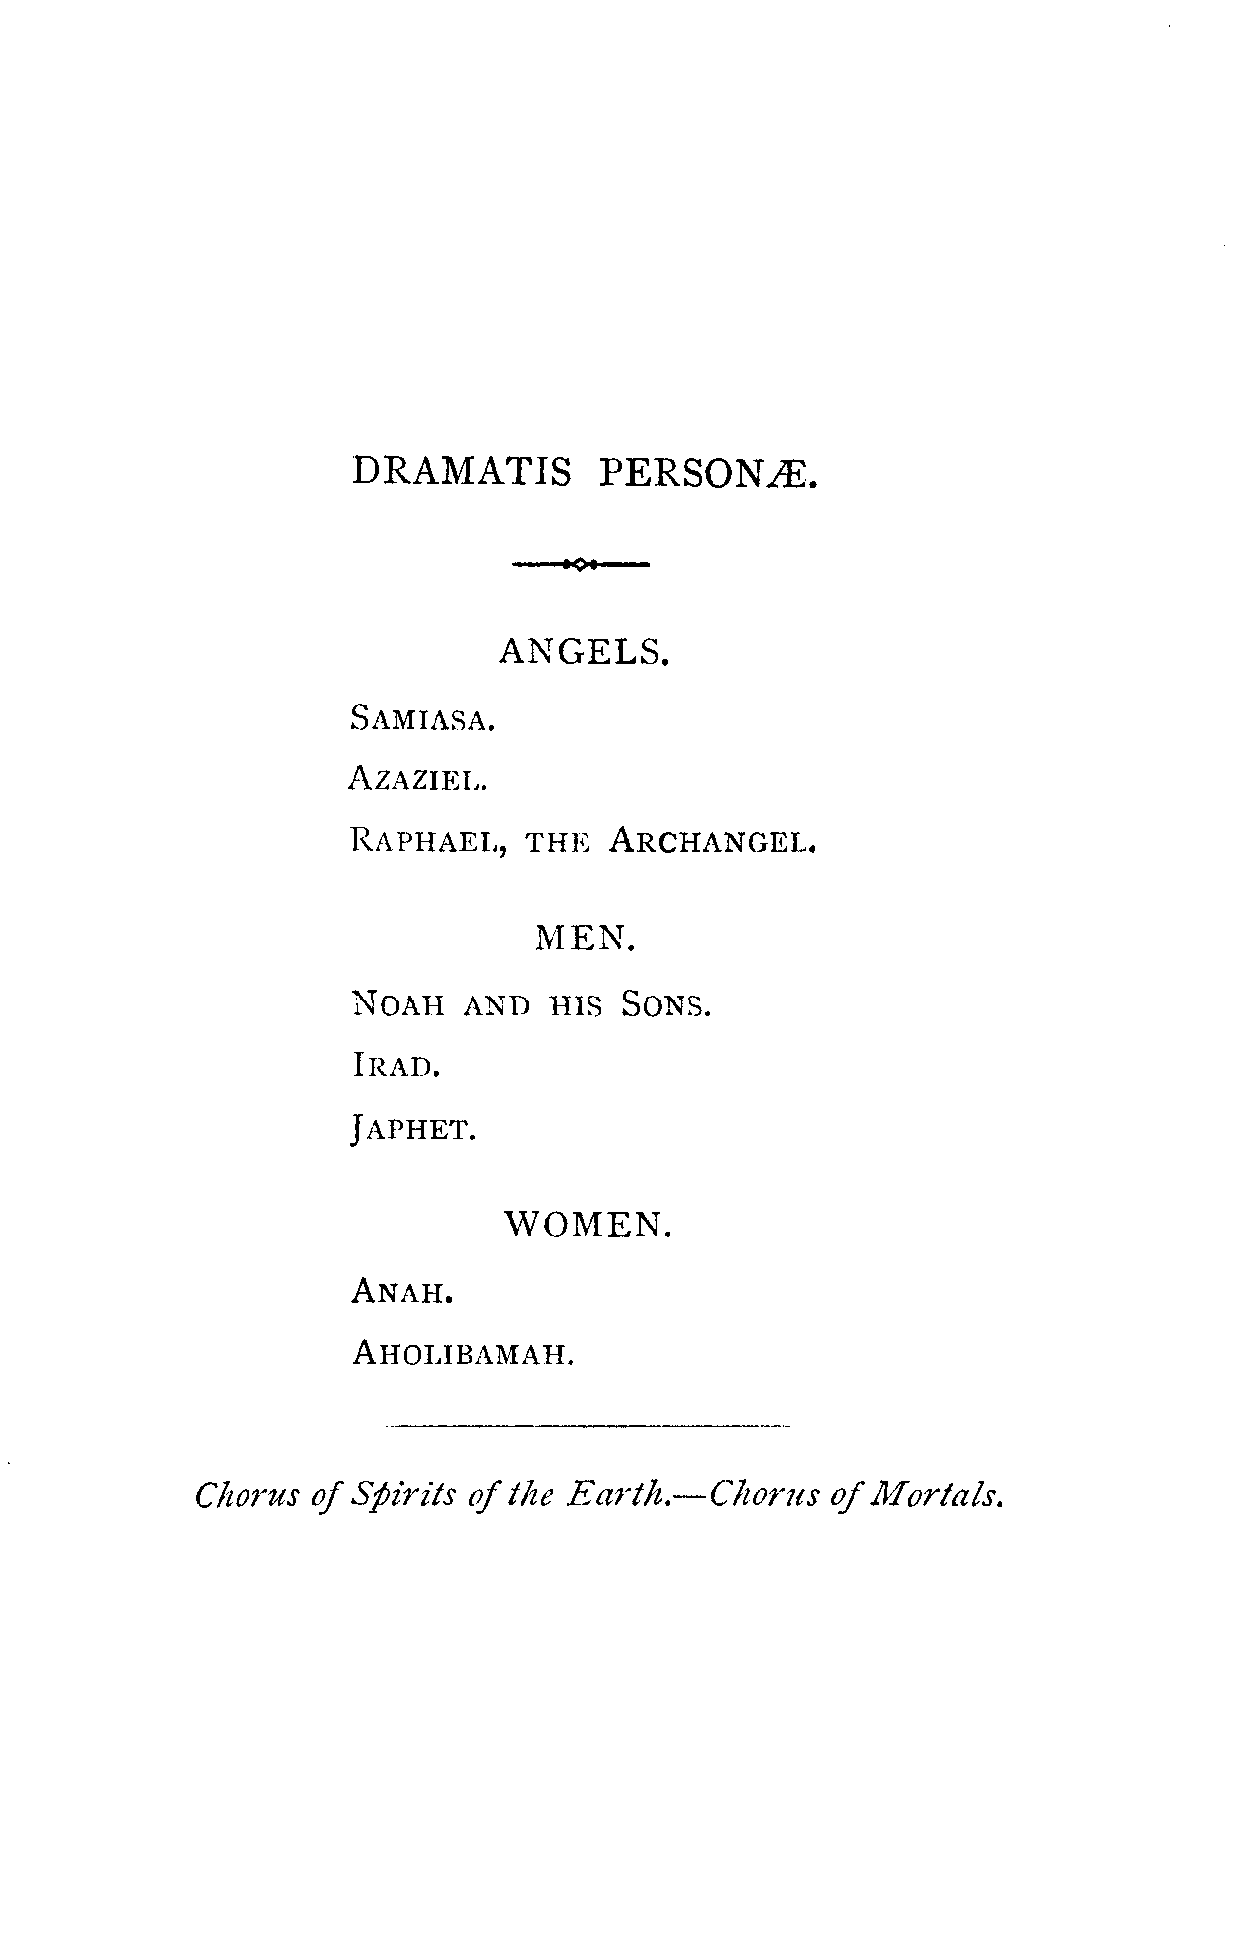 DRAMATIS PERSONÆ.
ANGELS.
SAMIASA.
AZAZIEL.
RAPHAEL, THE ARCHANGEL.
MEN.
NOAH AND HIS SONS.
IRAD.
JAPHET.
WOMEN.
ANAH.
AHOLIBAMAH.
Chorus of Spirits of the Earth.—Chorus of Mortals.